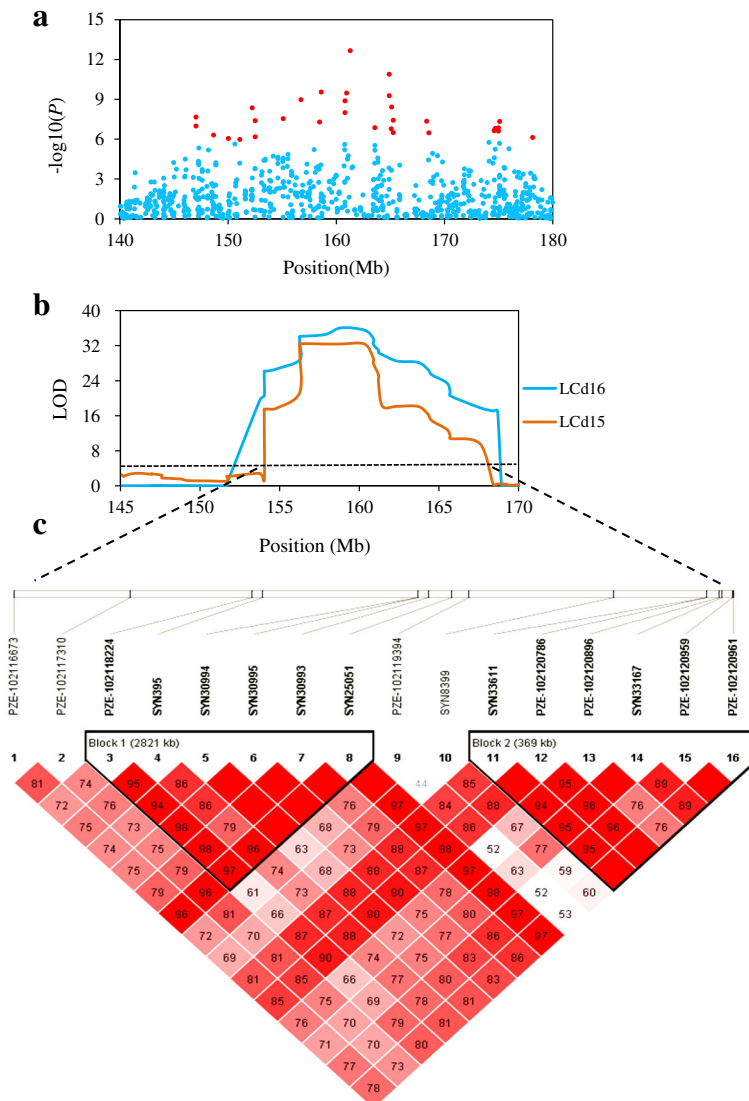 a
15
12
9
6
3
0
-log10(P)
140 150 160 170 180
Position(Mb)
b
40
32
24
16
8
0
LOD
LCd16
LCd15
145 150 155 160 165 170
Position (Mb)
c
PZE-102116673
PZE-102117310
PZE-102118224
SYN395
SYN30994
SYN30995
SYN30993
SYN25051
PZE-102119394
SYN8399
SYN33611
PZE-102120786
PZE-102120896
SYN33167
PZE-102120959
PZE-102120961
Block 1 (2821 kb)
Block 2 (369 kb)
1 2 3 4 5 6 7 8 9 10 11 12 13 14 15 16
81 74 95 86 44 85 95 89
72 76 94 86 76 97 84 88 94 96 76 89
75 73 98 79 68 79 97 86 67 95 96 76
74 75 98 96 63 73 88 98 52 77 95
75 79 97 74 68 88 90 97 63 59
79 96 61 73 88 78 98 52 60
96 81 66 87 90 75 97 53
72 70 87 88 72 80 86 97
69 81 90 74 77 83 86
81 85 66 75 80 83
85 75 77 78 81
76 69 79 81
70 70 80
71 70 73
77 73
78